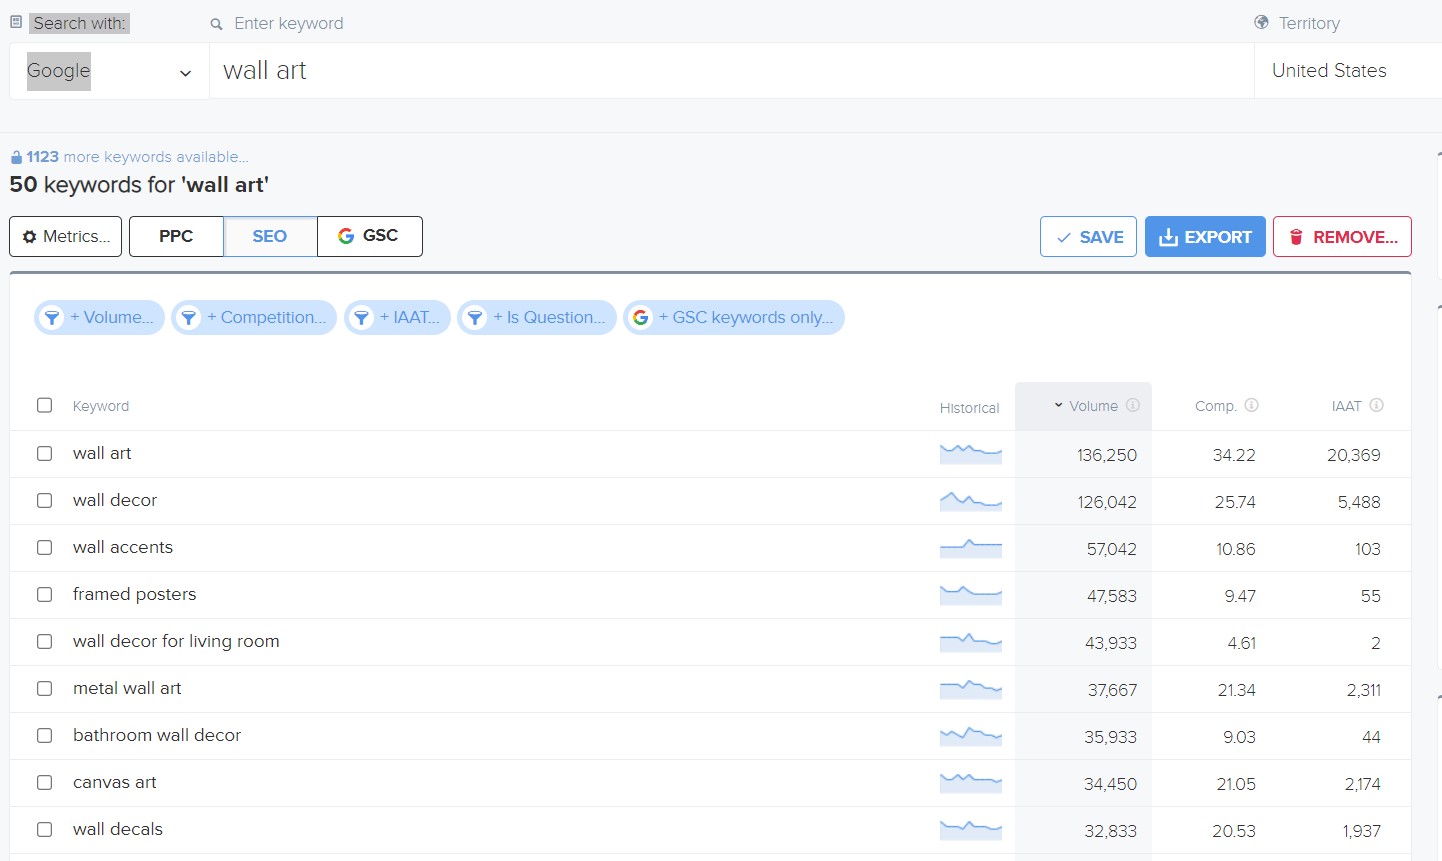 Search with: Enter keyword Territory
Google wall art United States
1123 more keywords available...
50 keywords for 'wall art'
Metrics... PPC SEO GSC SAVE EXPORT REMOVE...
+ Volume... + Competition... + IAAT... + Is Question... + GSC keywords only...
Keyword Historical Volume Comp. IAAT
wall art 136,250 34.22 20,369
wall decor 126,042 25.74 5,488
wall accents 57,042 10.86 103
framed posters 47,583 9.47 55
wall decor for living room 43,933 4.61 2
metal wall art 37,667 21.34 2,311
bathroom wall decor 35,933 9.03 44
canvas art 34,450 21.05 2,174
wall decals 32,833 20.53 1,937